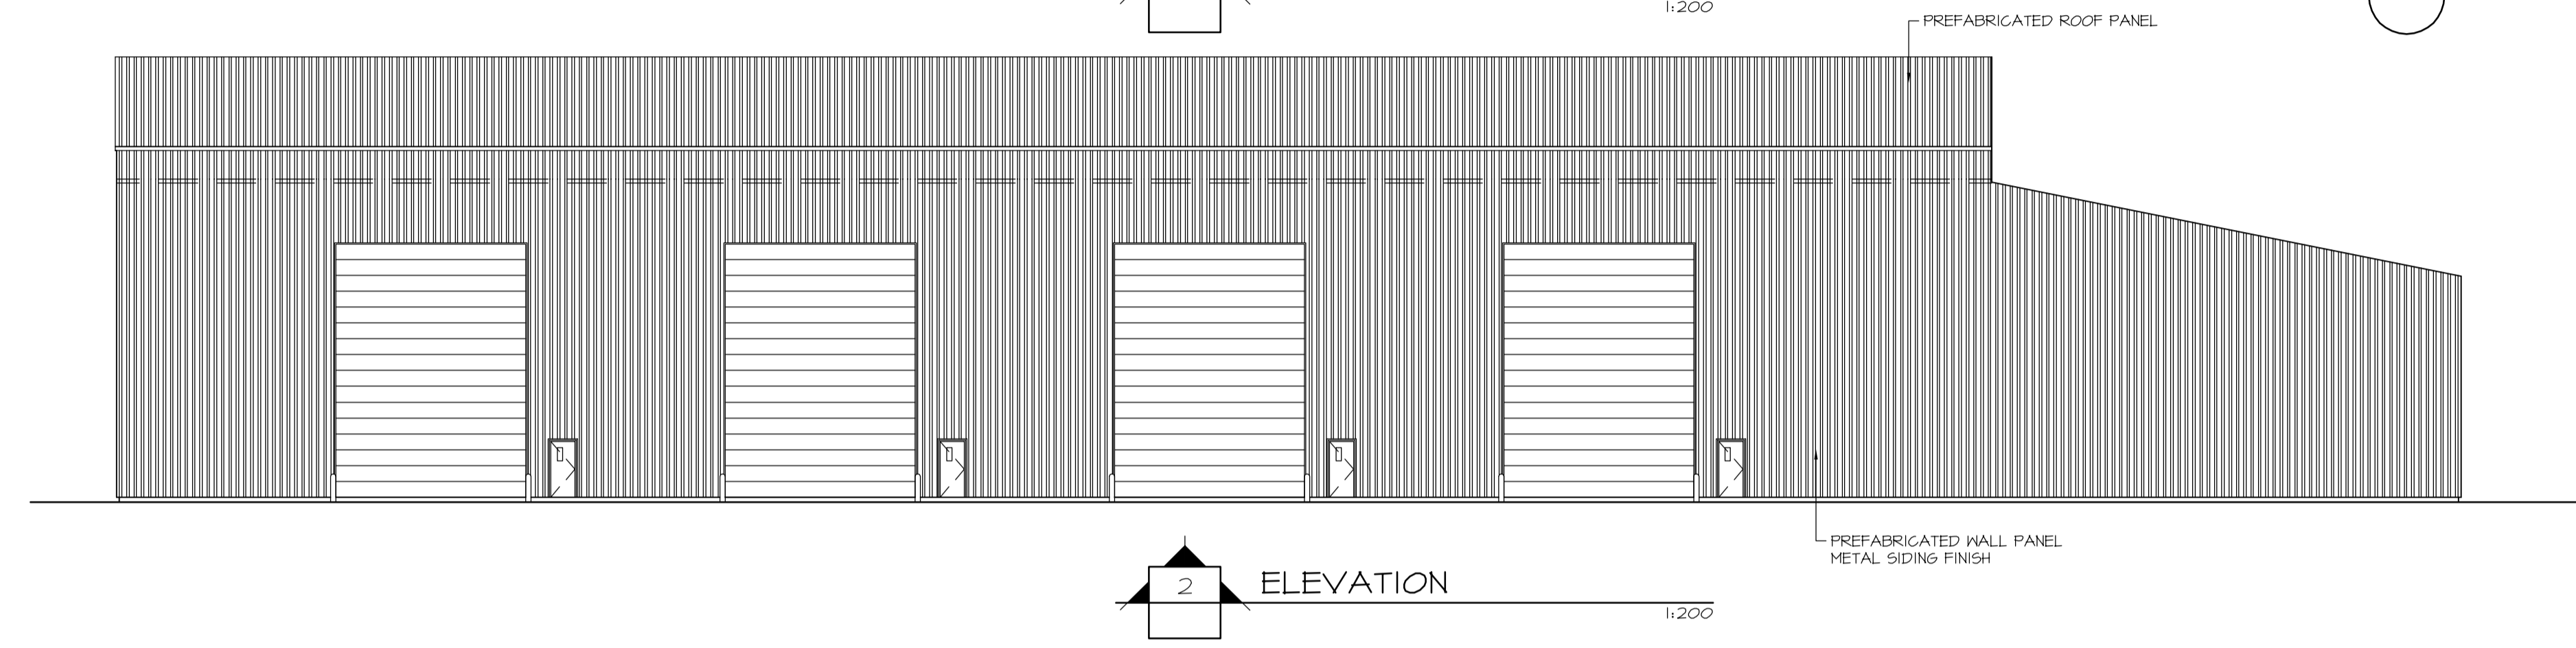 1:200
PREFABRICATED ROOF PANEL
PREFABRICATED WALL PANEL
METAL SIDING FINISH
2
ELEVATION
1:200